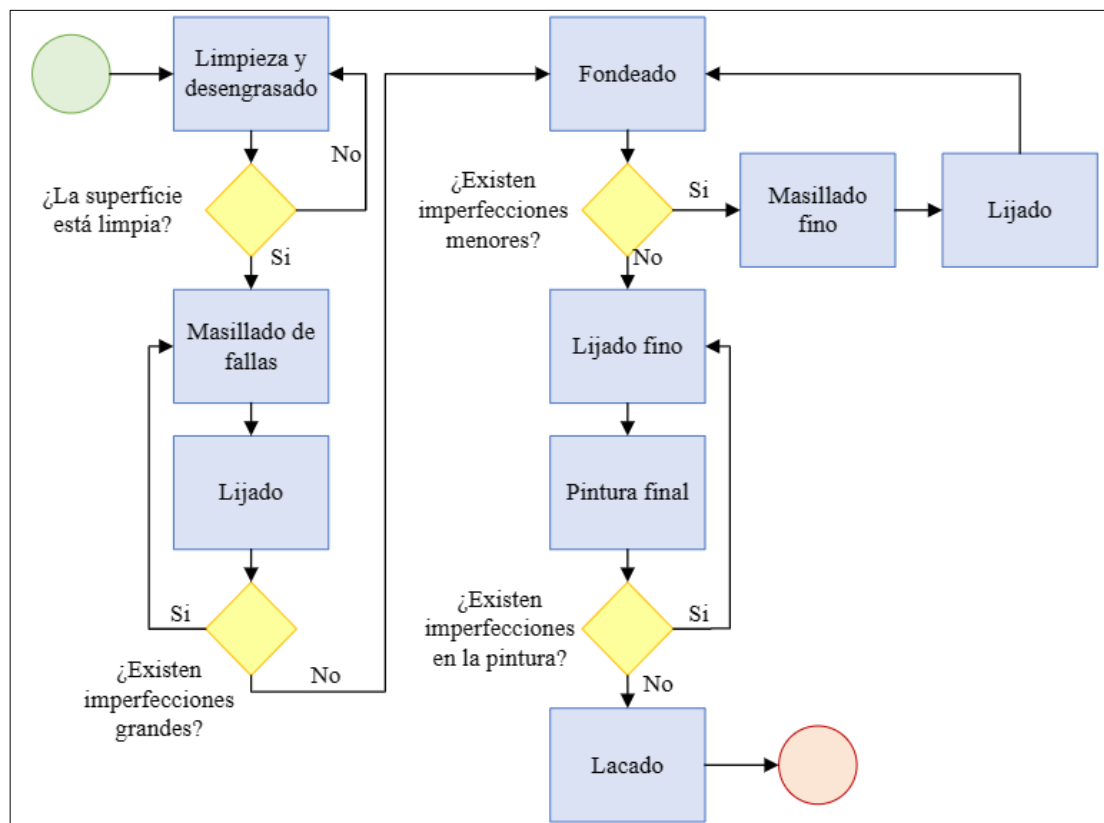 Limpieza y
desengrasado
No
¿La superficie
está limpia?
Si
Masillado de
fallas
Lijado
Si
¿Existen
imperfecciones
grandes?
No
Fondeado
¿Existen
imperfecciones
menores?
Si
Masillado
fino
Lijado
No
Lijado fino
Pintura final
¿Existen
imperfecciones
en la pintura?
Si
No
Lacado